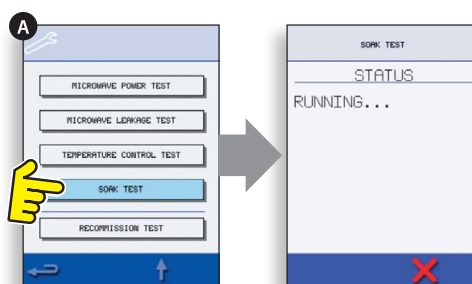 A
MICROWAVE POWER TEST
MICROWAVE LEAKAGE TEST
TEMPERATURE CONTROL TEST
SOAK TEST
RECOMMISSION TEST
SOAK TEST
STATUS
RUNNING...